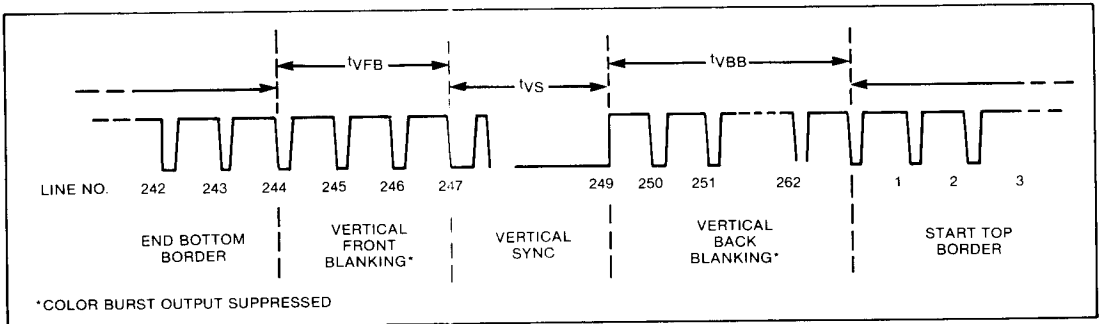 tVFB
tVBB
tVS
LINE NO. 242 243 244 245 246 247 249 250 251 262 1 2 3
END BOTTOM
BORDER
VERTICAL
FRONT
BLANKING*
VERTICAL
SYNC
VERTICAL
BACK
BLANKING*
START TOP
BORDER
*COLOR BURST OUTPUT SUPPRESSED